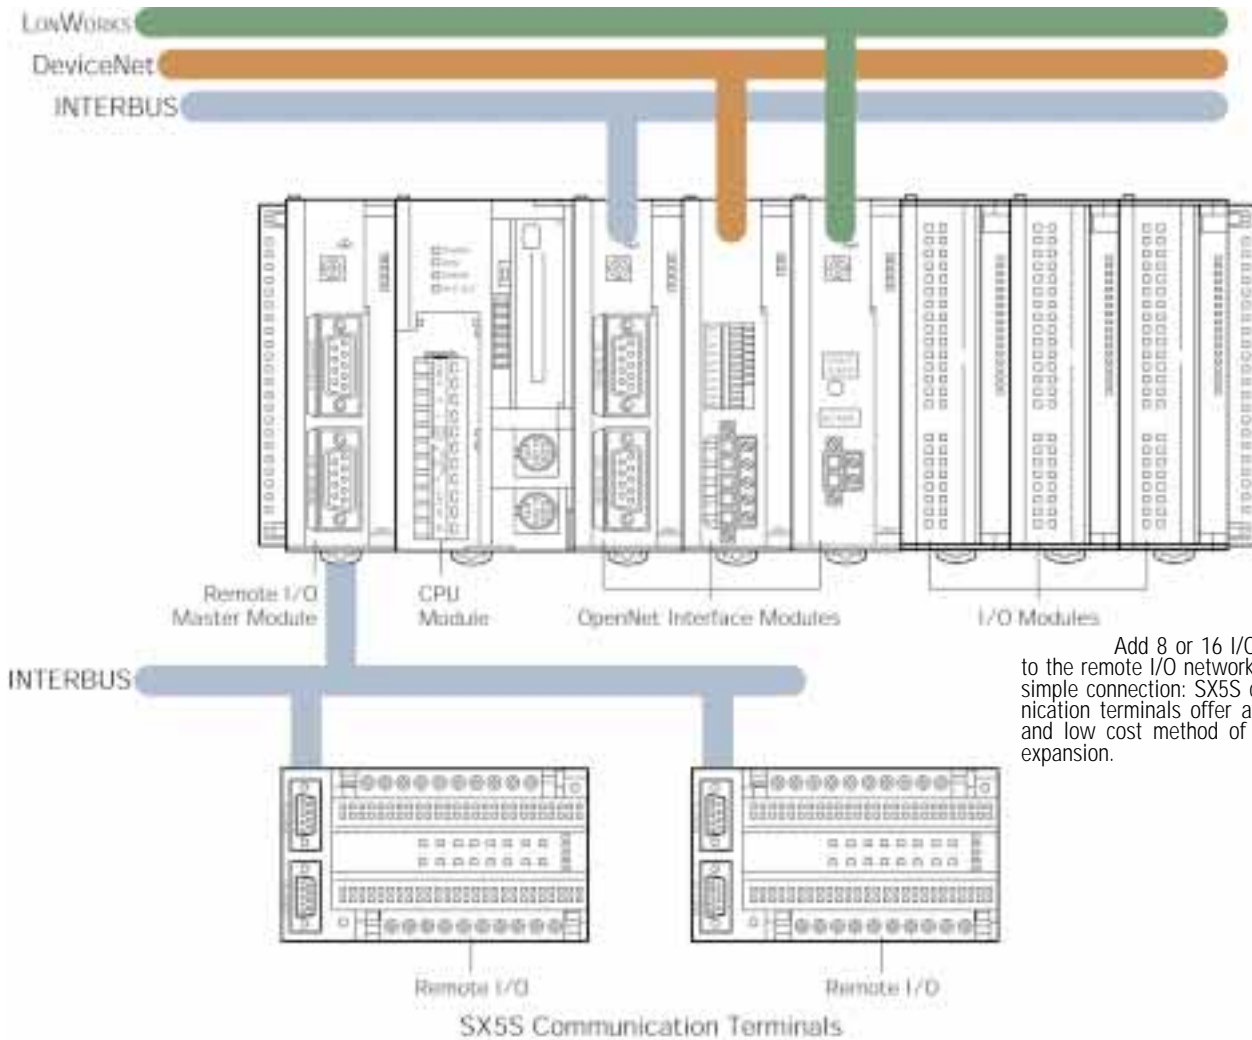 LONWORKS
DeviceNet
INTERBUS
Remote I/O
Master Module
CPU
Module
OpenNet Interface Modules
I/O Modules
Add 8 or 16 I/O
to the remote I/O network
simple connection: SX5S
nication terminals offer a
and low cost method of
expansion.
INTERBUS
Remote I/O
Remote I/O
SX5S Communication Terminals